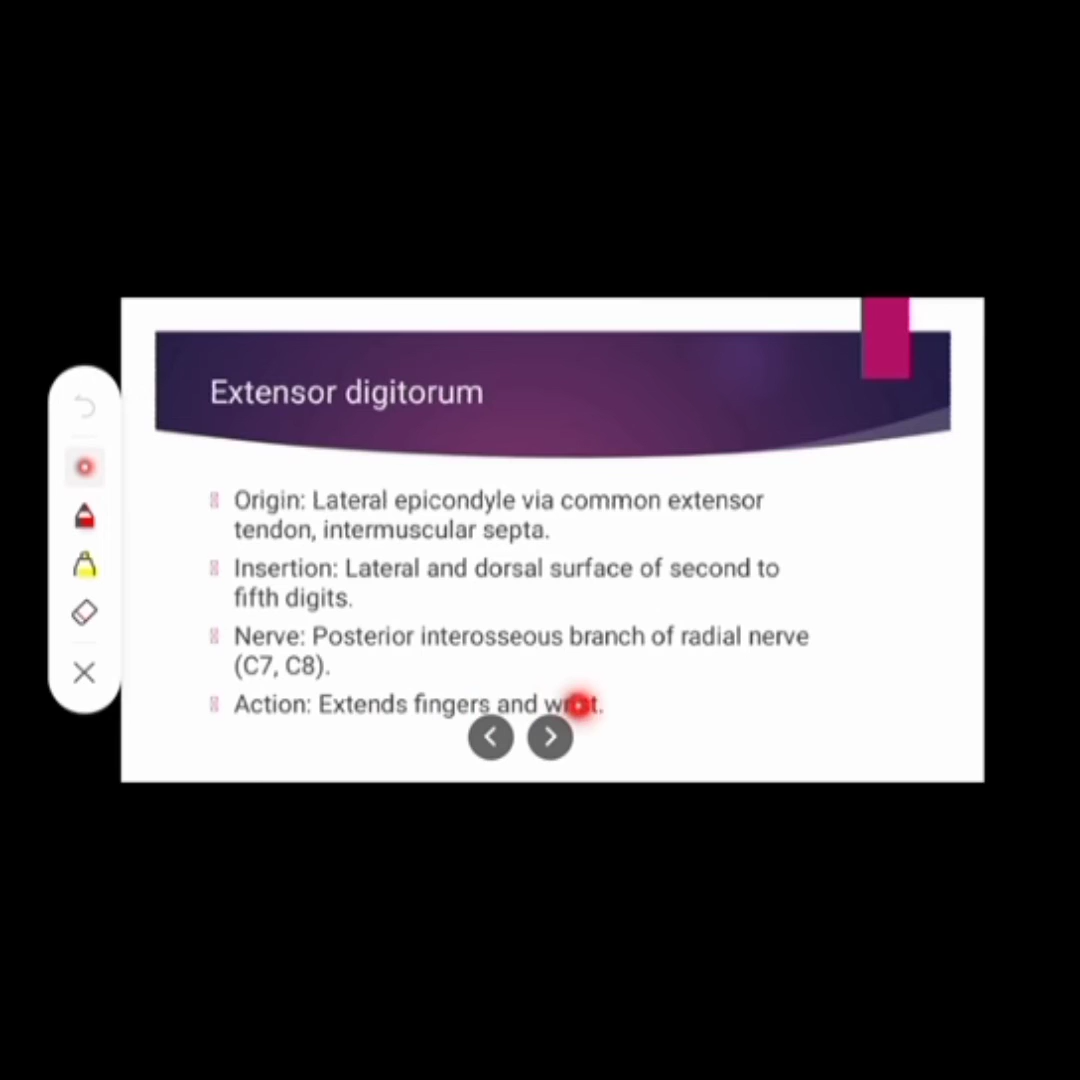 Extensor digitorum
Origin: Lateral epicondyle via common extensor
tendon, intermuscular septa.
Insertion: Lateral and dorsal surface of second to
fifth digits.
Nerve: Posterior interosseous branch of radial nerve
(C7, C8).
Action: Extends fingers and wrist.